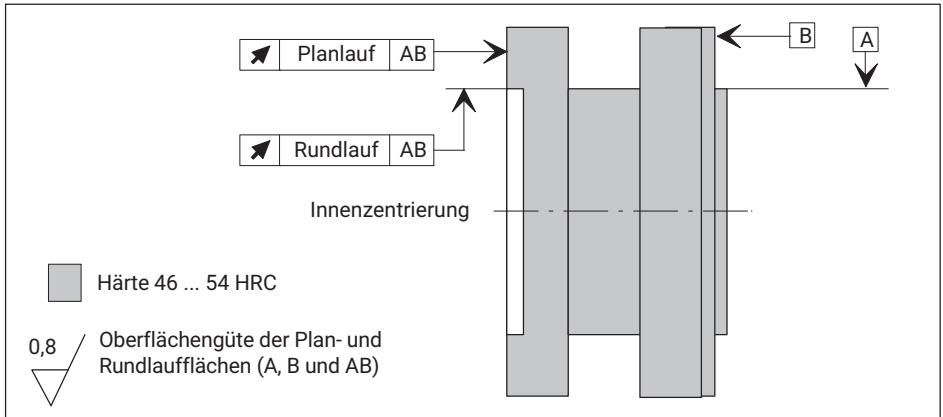 Planlauf AB
B
A
Rundlauf AB
Innenzentrierung
Härte 46 ... 54 HRC
0,8
Oberflächengüte der Plan- und
Rundlaufflächen (A, B und AB)